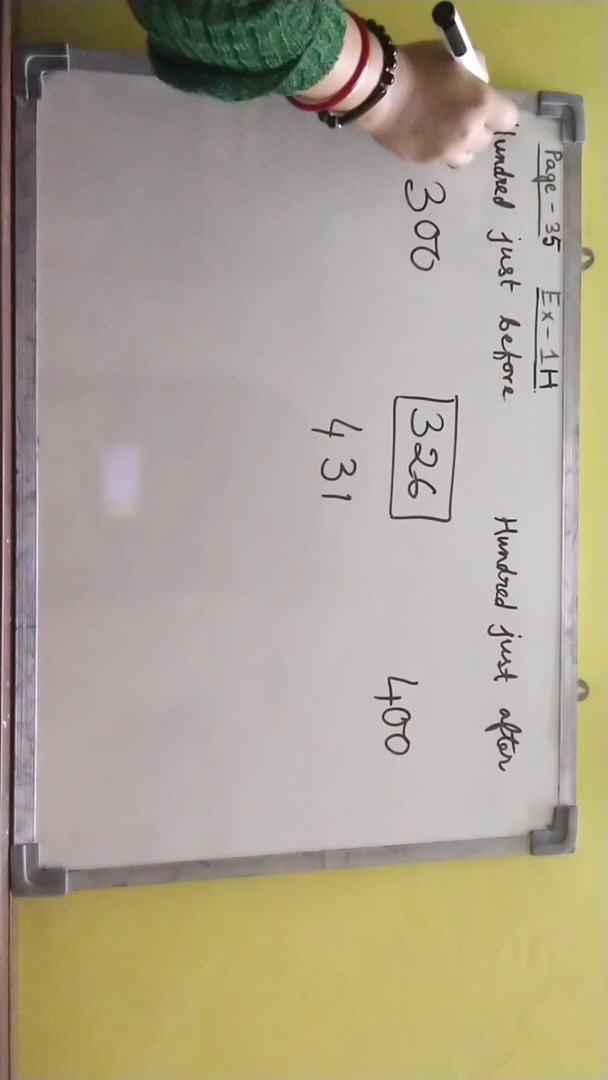 Page - 35 Ex - 1H
Hundred just before Hundred just after
300 326 400
431